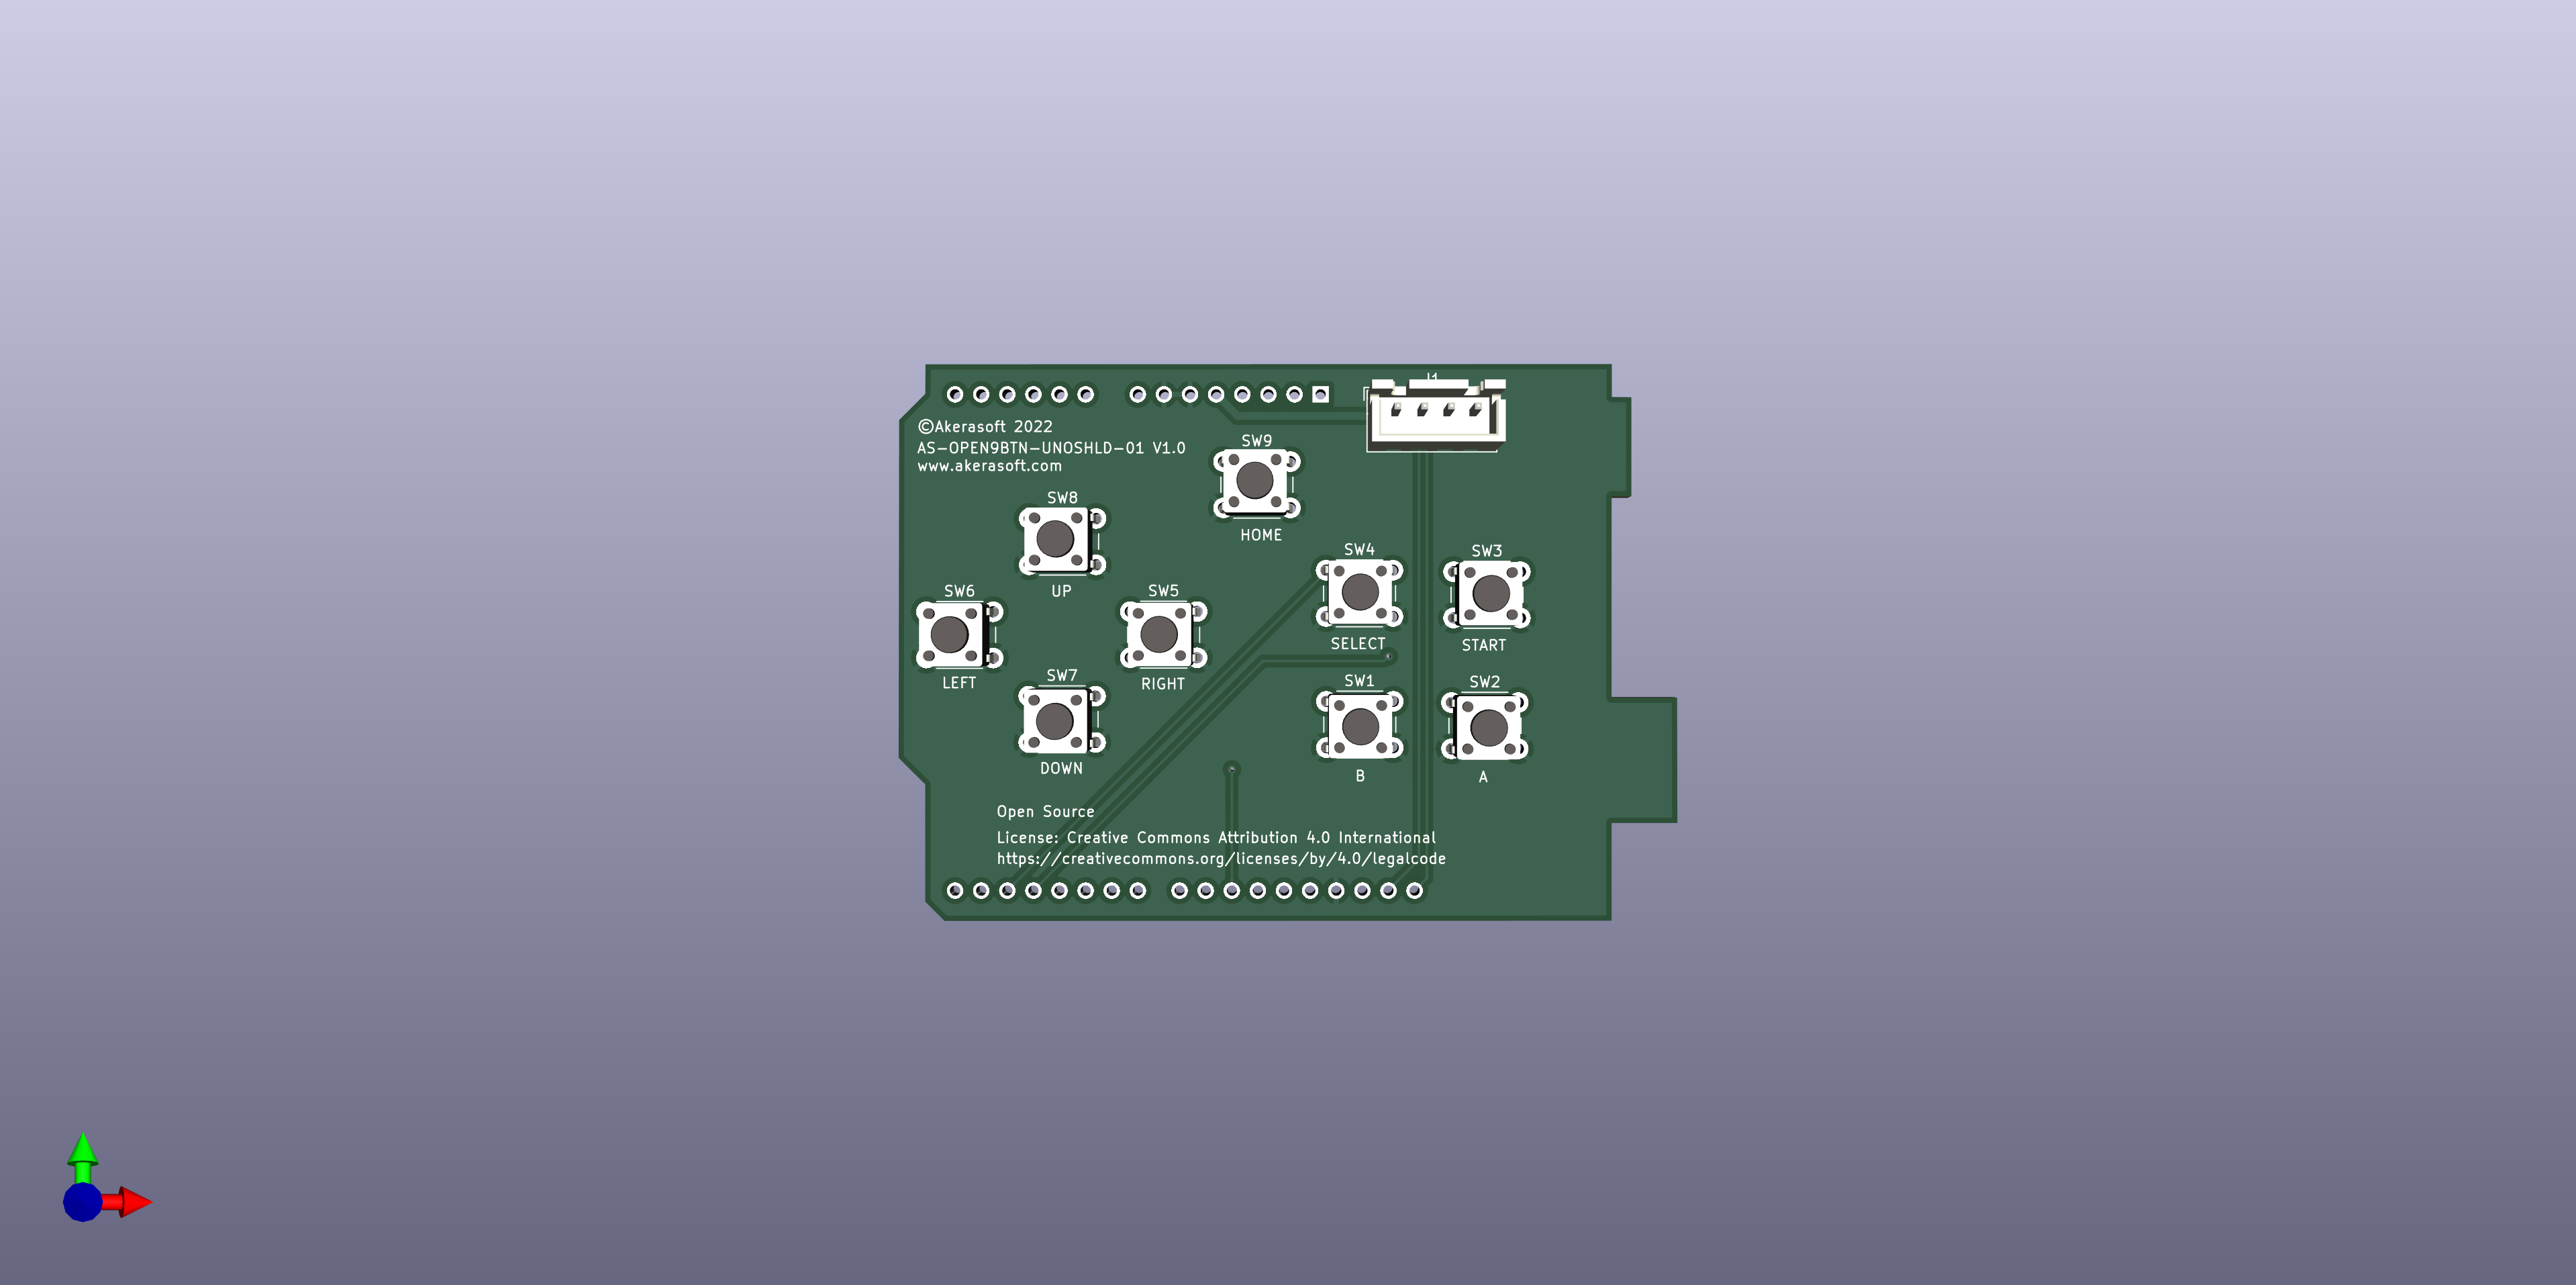 J1
©Akerasoft 2022
AS-OPEN9BTN-UNOSHLD-01 V1.0
www.akerasoft.com
SW9
HOME
SW8
UP
SW4
SELECT
SW3
START
SW6
LEFT
SW5
RIGHT
SW7
DOWN
SW1
B
SW2
A
Open Source
License: Creative Commons Attribution 4.0 International
https://creativecommons.org/licenses/by/4.0/legalcode